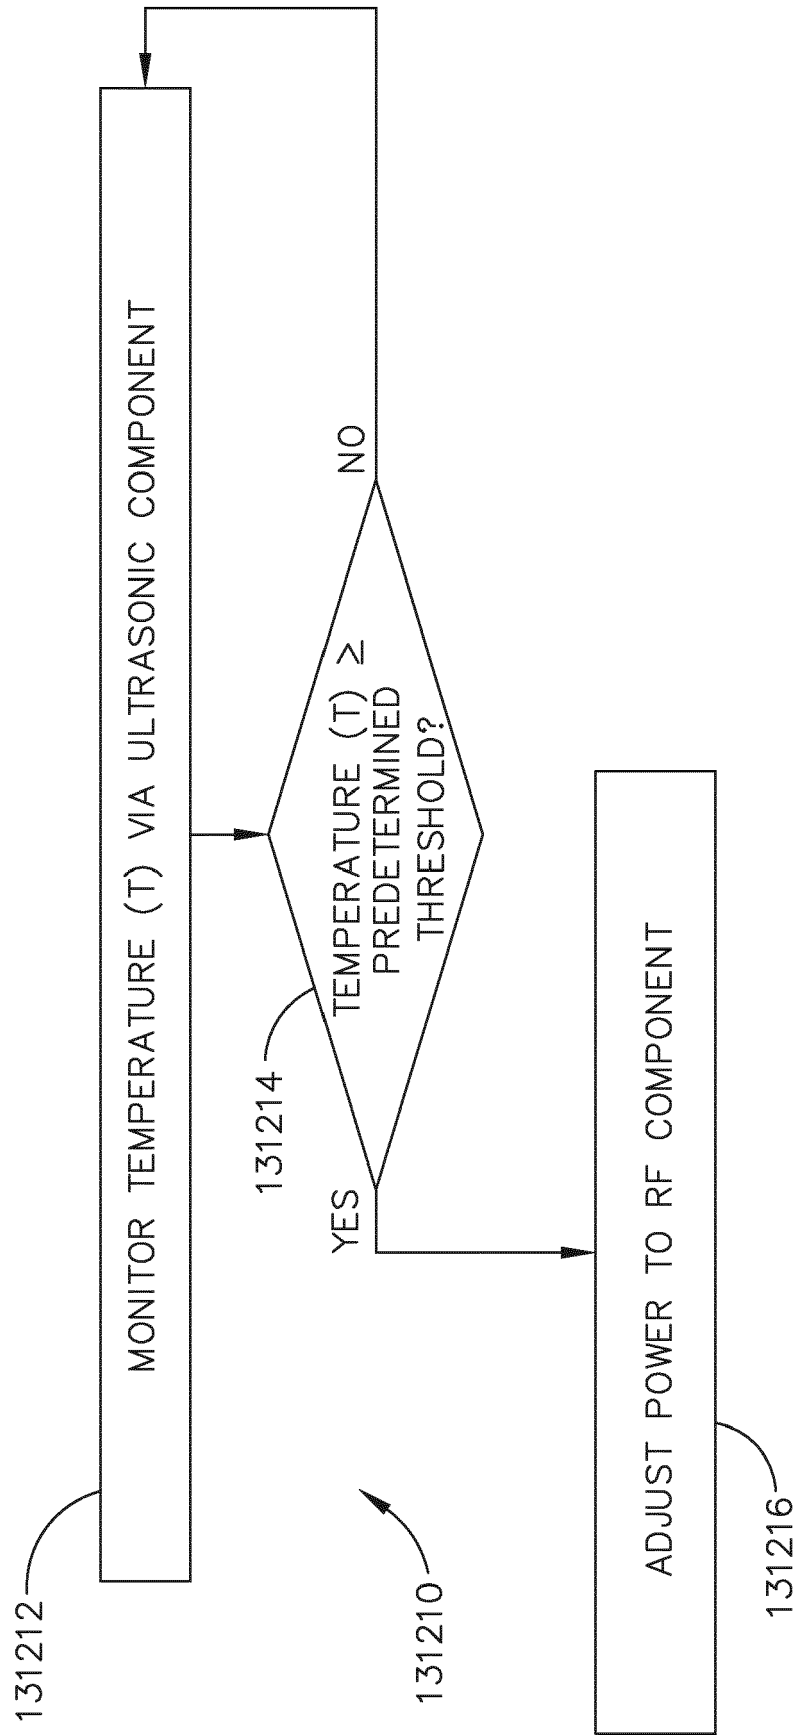 131212
MONITOR TEMPERATURE (T) VIA ULTRASONIC COMPONENT
131214
TEMPERATURE (T) ≥
PREDETERMINED
THRESHOLD?
YES
NO
131210
ADJUST POWER TO RF COMPONENT
131216